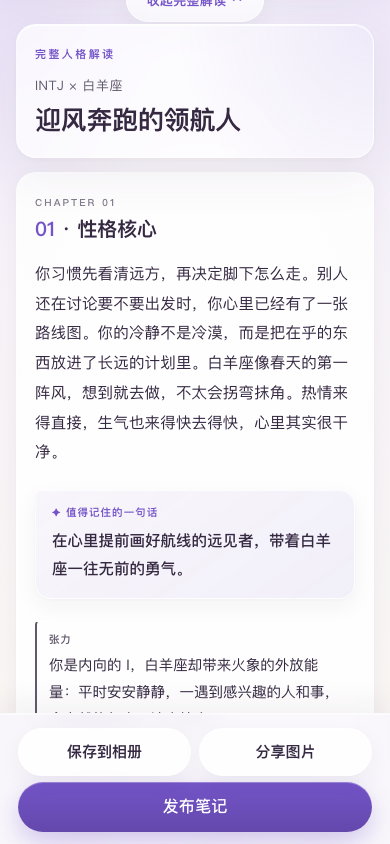 收起完整解读
完整人格解读
INTJ × 白羊座
迎风奔跑的领航人
CHAPTER 01
01 · 性格核心
你习惯先看清远方，再决定脚下怎么走。别人
还在讨论要不要出发时，你心里已经有了一张
路线图。你的冷静不是冷漠，而是把在乎的东
西放进了长远的计划里。白羊座像春天的第一
阵风，想到就去做，不太会拐弯抹角。热情来
得直接，生气也来得快去得快，心里其实很干
净。
✦ 值得记住的一句话
在心里提前画好航线的远见者，带着白羊
座一往无前的勇气。
张力
你是内向的 I，白羊座却带来火象的外放能
量：平时安安静静，一遇到感兴趣的人和事，
保存到相册
分享图片
发布笔记